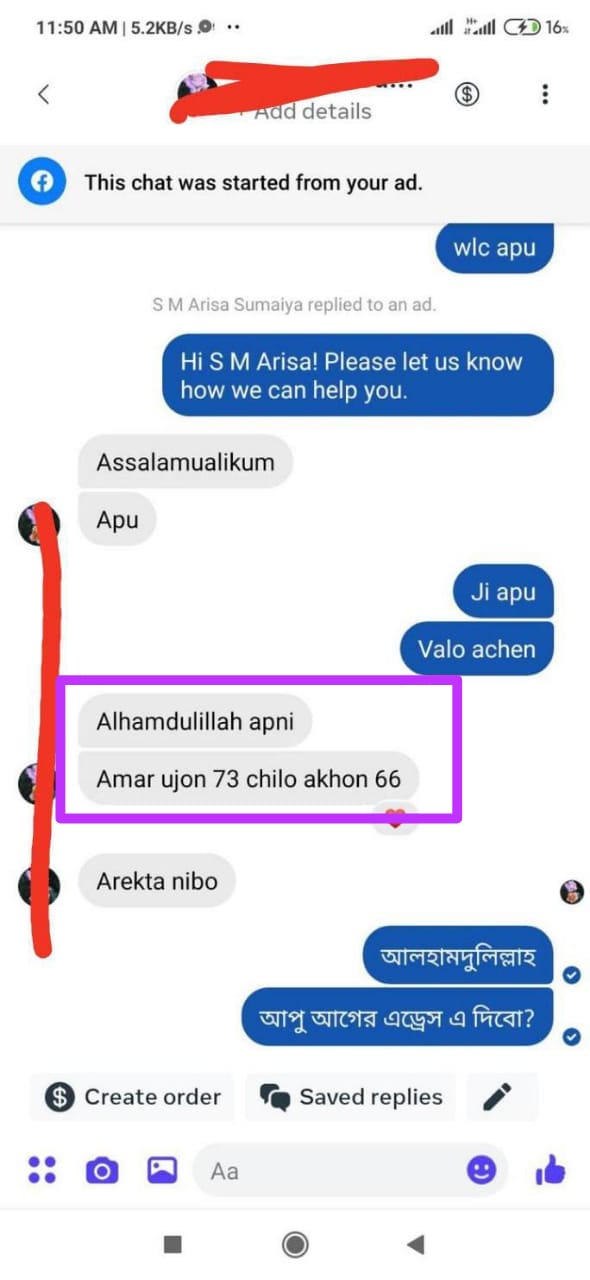 11:50 AM | 5.2KB/s
H+
16%
Add details
This chat was started from your ad.
wlc apu
S M Arisa Sumaiya replied to an ad.
Hi S M Arisa! Please let us know
how we can help you.
Assalamualikum
Apu
Ji apu
Valo achen
Alhamdulillah apni
Amar ujon 73 chilo akhon 66
Arekta nibo
আলহামদুলিল্লাহ
আপু আগের এড্রেস এ দিবো?
Create order
Saved replies
Aa